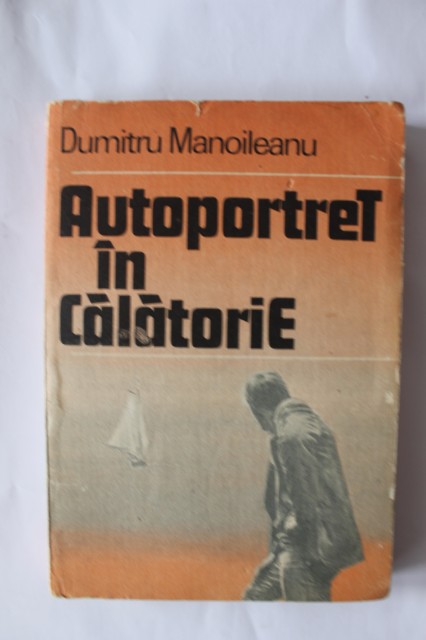 Dumitru Manoileanu
AutoportreT
în
CălătoriE